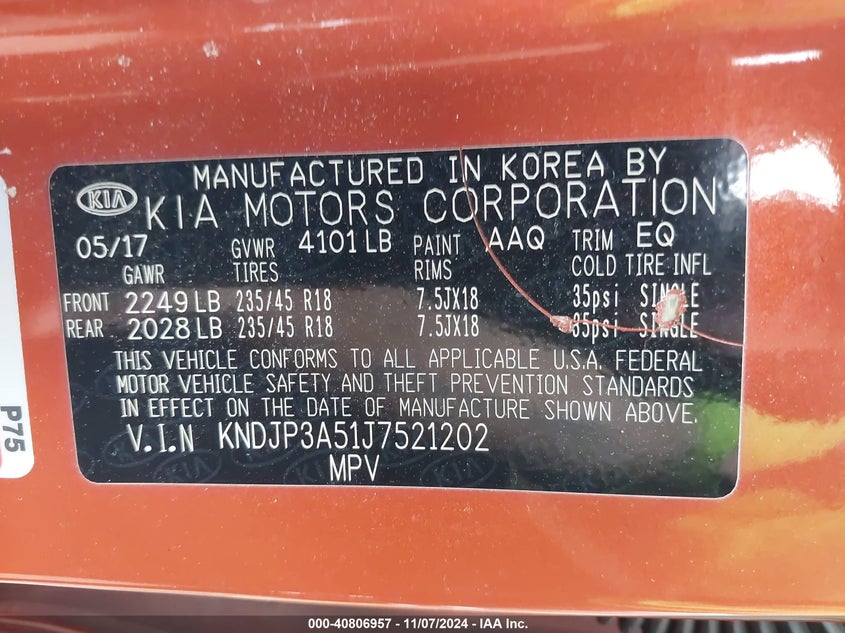 MANUFACTURED IN KOREA BY
KIA KIA MOTORS CORPORATION
05/17 GVWR 4101 LB PAINT AAQ TRIM EQ
GAWR TIRES RIMS COLD TIRE INFL
FRONT 2249 LB 235/45 R18 7.5JX18 35psi SINGLE
REAR 2028 LB 235/45 R18 7.5JX18 35psi SINGLE
THIS VEHICLE CONFORMS TO ALL APPLICABLE U.S.A. FEDERAL
MOTOR VEHICLE SAFETY AND THEFT PREVENTION STANDARDS
IN EFFECT ON THE DATE OF MANUFACTURE SHOWN ABOVE.
V.I.N KNDJP3A51J7521202
MPV
P75
000-40806957 - 11/07/2024 - IAA Inc.